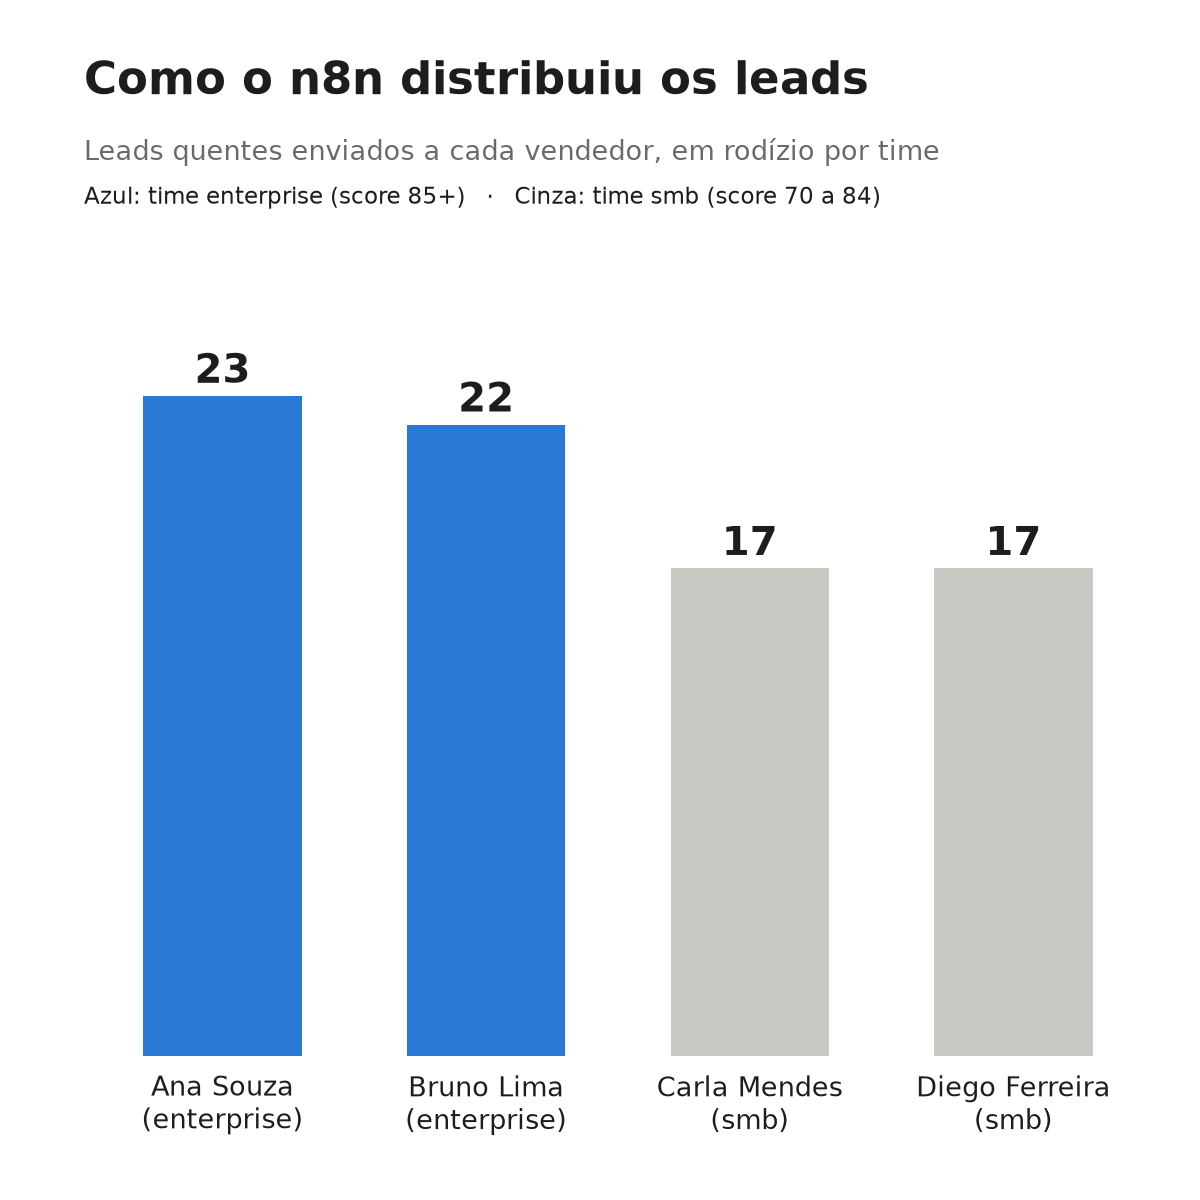 Como o n8n distribuiu os leads
Leads quentes enviados a cada vendedor, em rodízio por time
Azul: time enterprise (score 85+)   ·   Cinza: time smb (score 70 a 84)
23
22
17
17
Ana Souza
(enterprise)
Bruno Lima
(enterprise)
Carla Mendes
(smb)
Diego Ferreira
(smb)